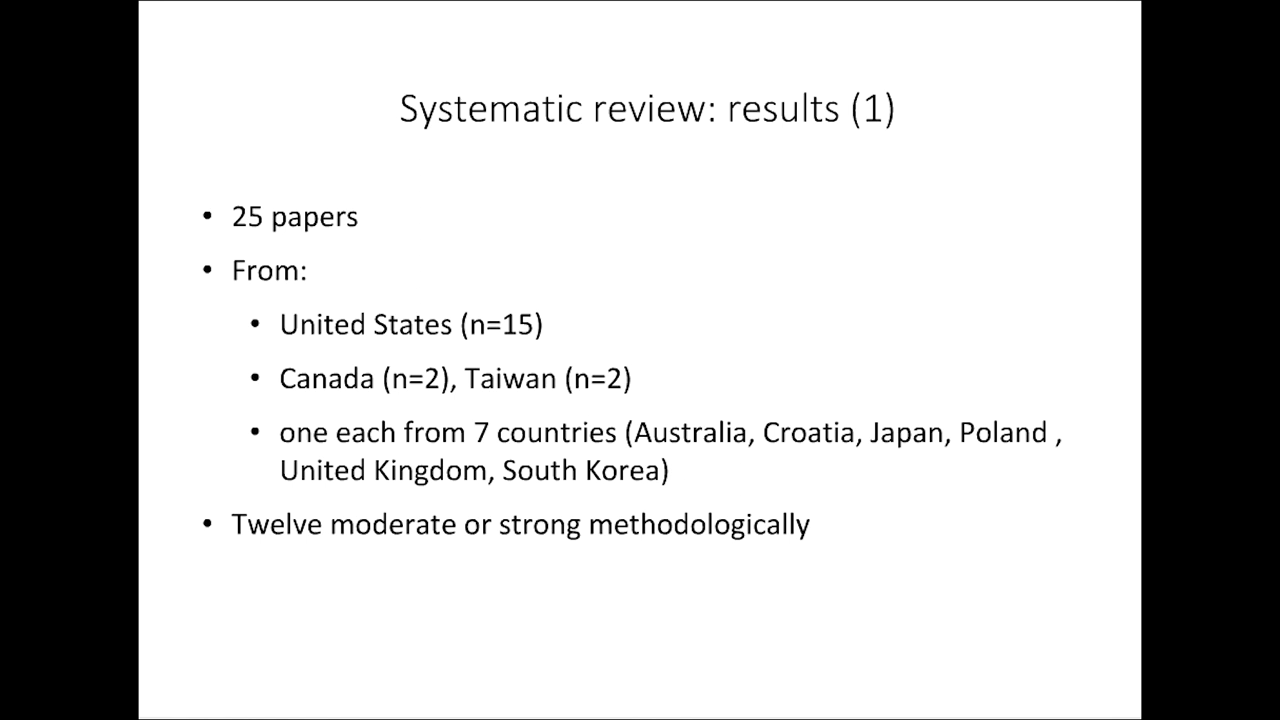 Systematic review: results (1)
• 25 papers
• From:
• United States (n=15)
• Canada (n=2), Taiwan (n=2)
• one each from 7 countries (Australia, Croatia, Japan, Poland ,
United Kingdom, South Korea)
• Twelve moderate or strong methodologically